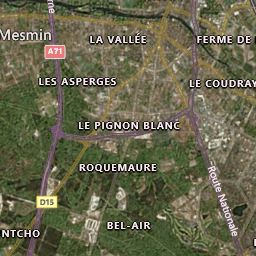 Mesmin
LA VALLÉE
FERME DE
A71
LES ASPERGES
LE COUDRAY
LE PIGNON BLANC
ROQUEMAURE
Route Nationale
D15
BEL-AIR
NTCHO